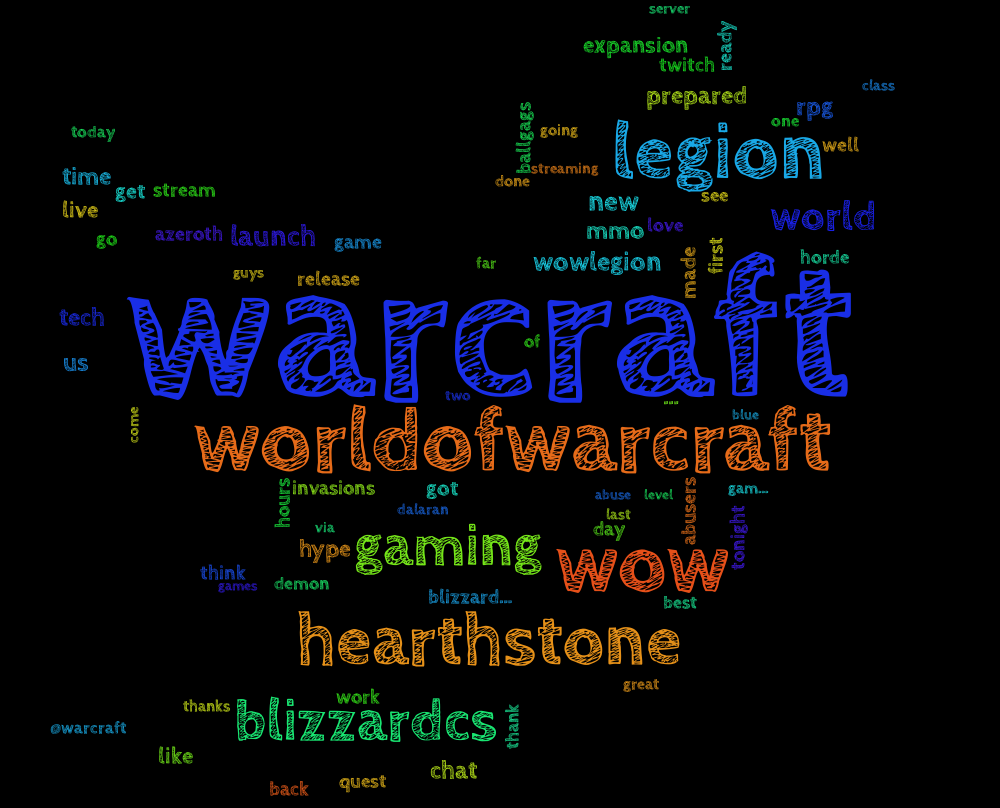 server
expansion
ready
twitch
class
prepared
rpg
ballgags
one
today
going
legion
well
streaming
time
done
get
stream
see
new
live
world
love
mmo
azeroth
launch
go
game
first
horde
wowlegion
far
made
guys
release
warcraft
tech
of
us
two
...
come
blue
worldofwarcraft
hours
invasions
got
gam...
abuse
level
abusers
dalaran
last
via
day
tonight
hype
gaming
wow
think
games
demon
blizzard...
best
hearthstone
great
work
thanks
blizzardcs
thank
@warcraft
like
chat
quest
back